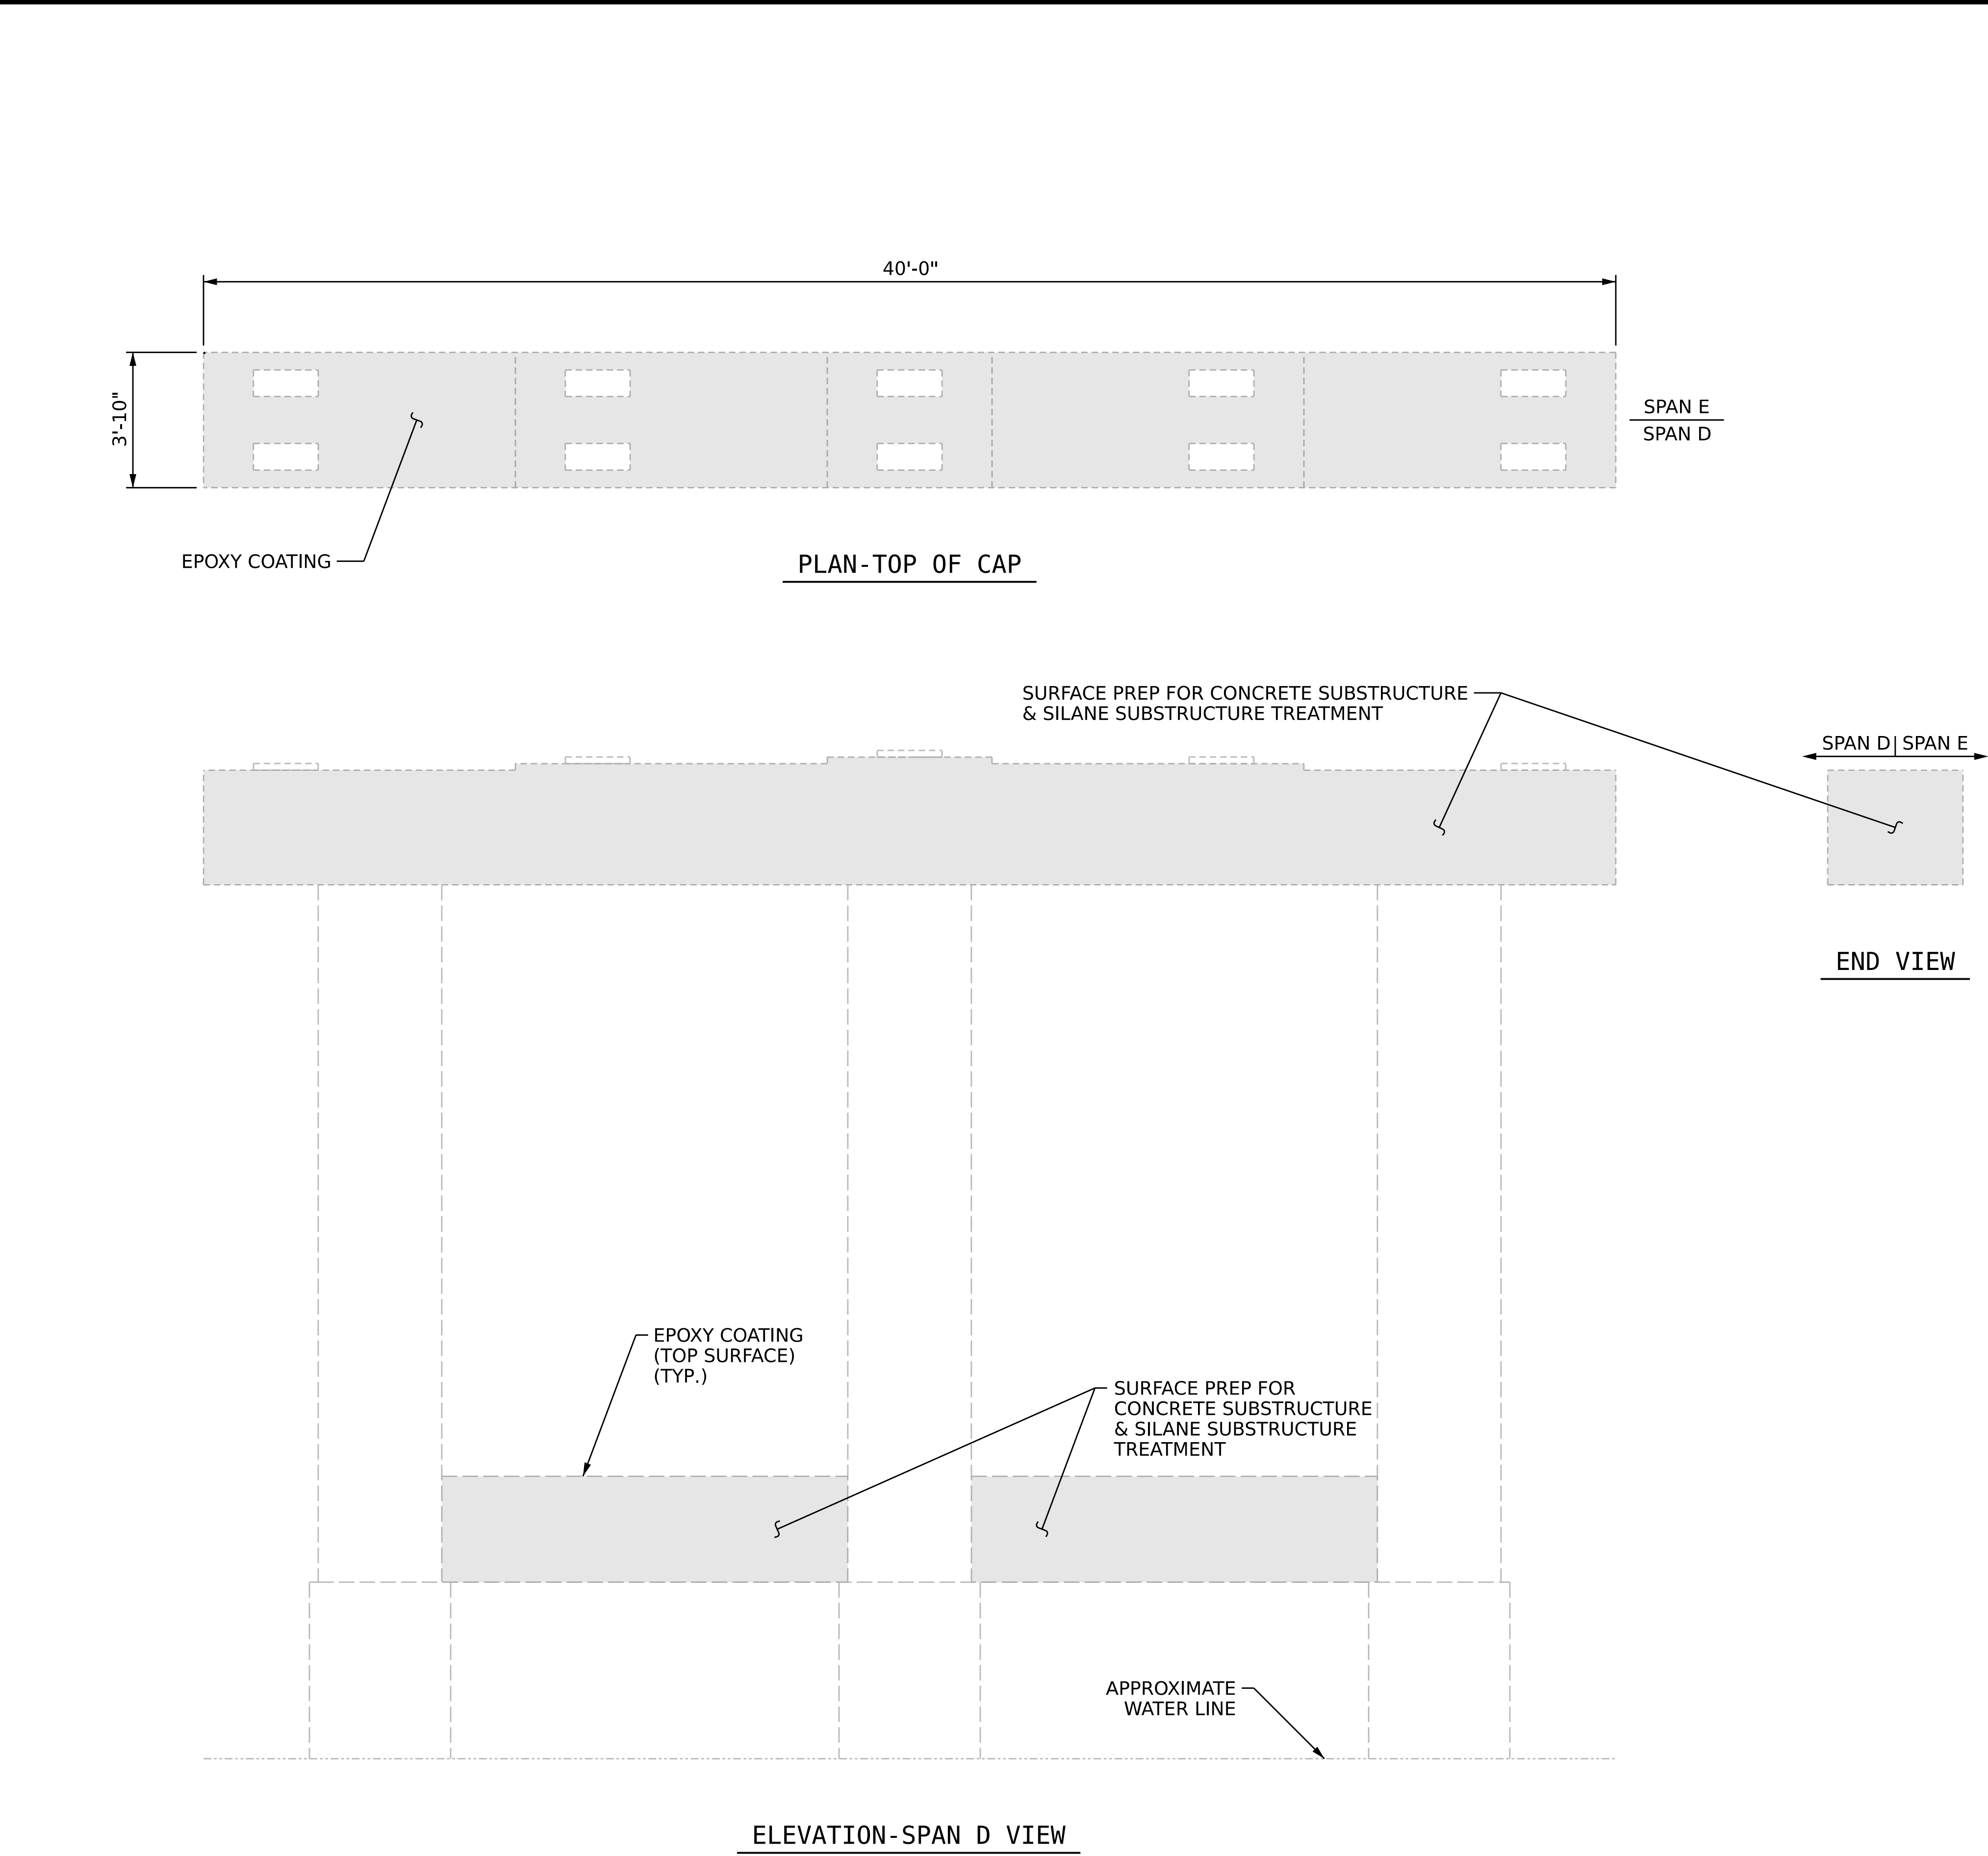 40'-0"
3'-10"
SPAN E
SPAN D
EPOXY COATING
PLAN-TOP OF CAP
SURFACE PREP FOR CONCRETE SUBSTRUCTURE
& SILANE SUBSTRUCTURE TREATMENT
SPAN D SPAN E
END VIEW
EPOXY COATING
(TOP SURFACE)
(TYP.)
SURFACE PREP FOR
CONCRETE SUBSTRUCTURE
& SILANE SUBSTRUCTURE
TREATMENT
APPROXIMATE
WATER LINE
ELEVATION-SPAN D VIEW